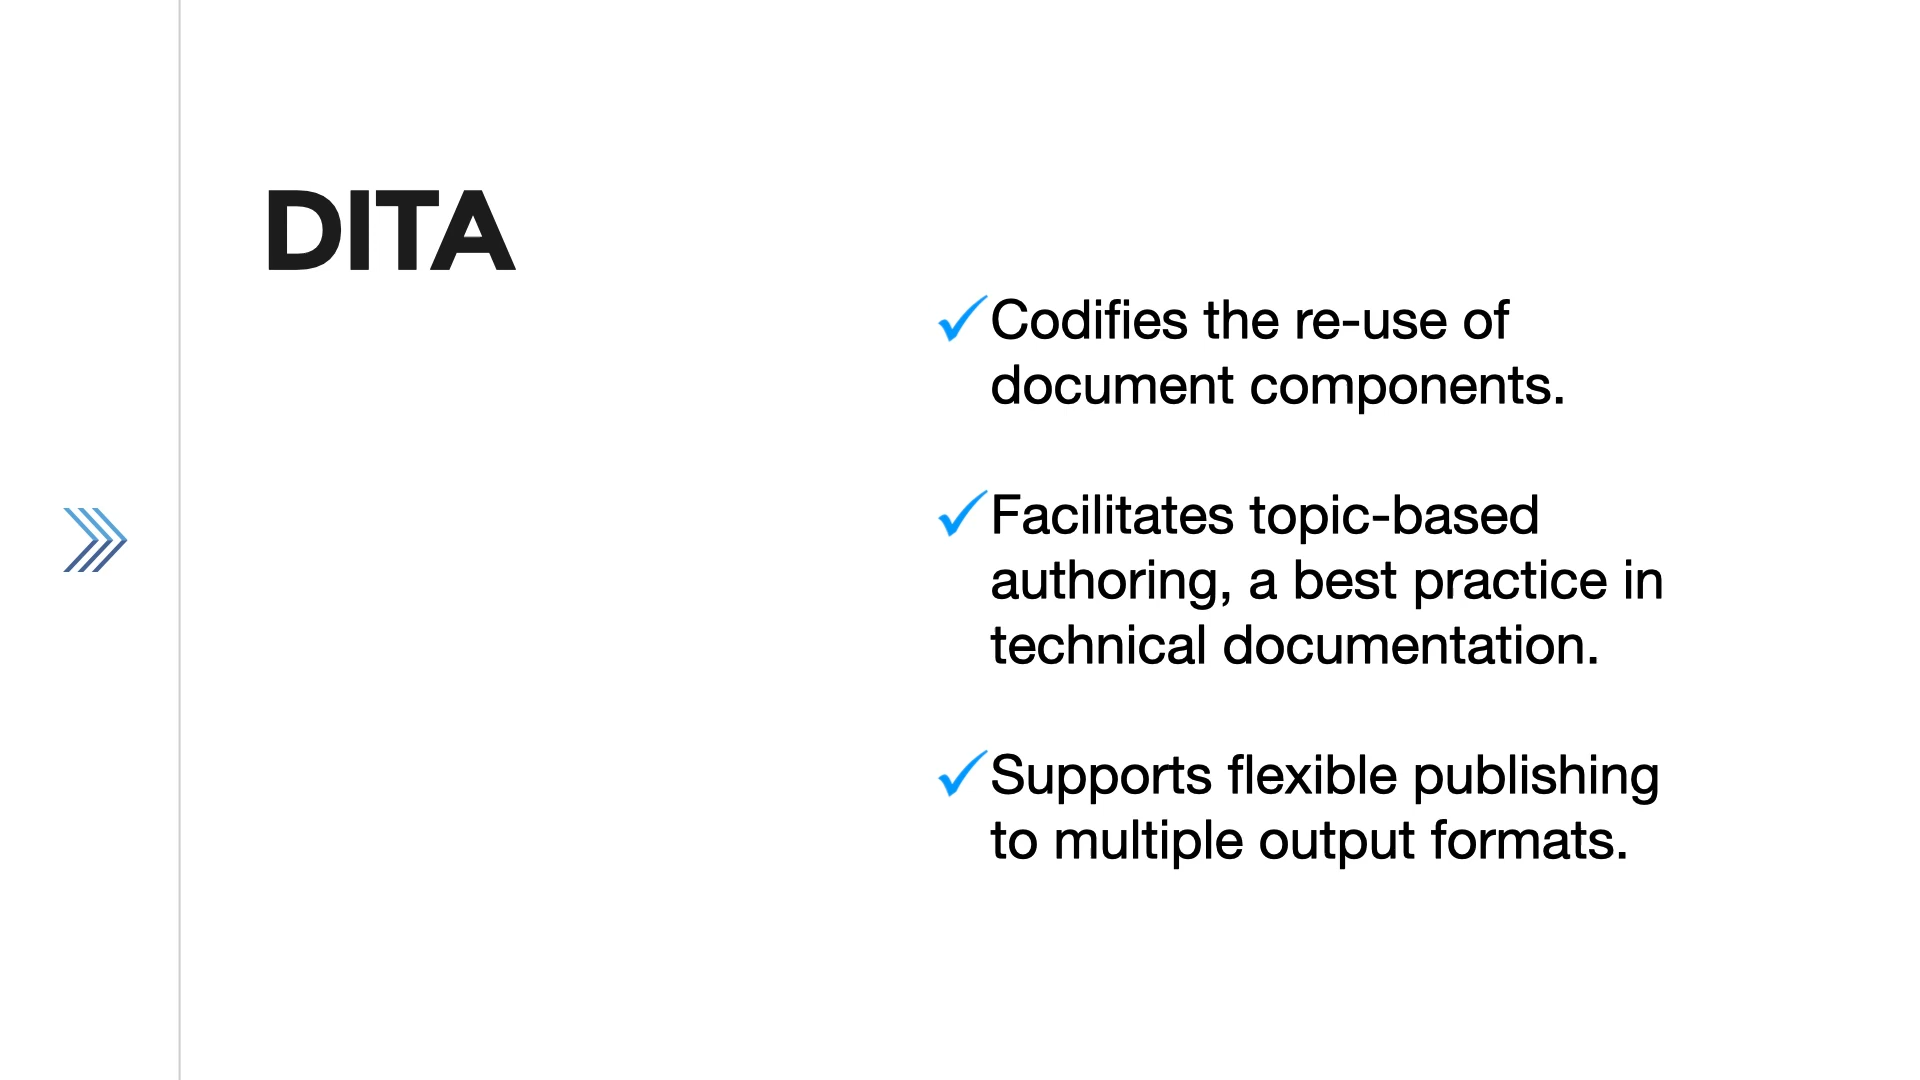 DITA
Codifies the re-use of
document components.
Facilitates topic-based
authoring, a best practice in
technical documentation.
Supports flexible publishing
to multiple output formats.